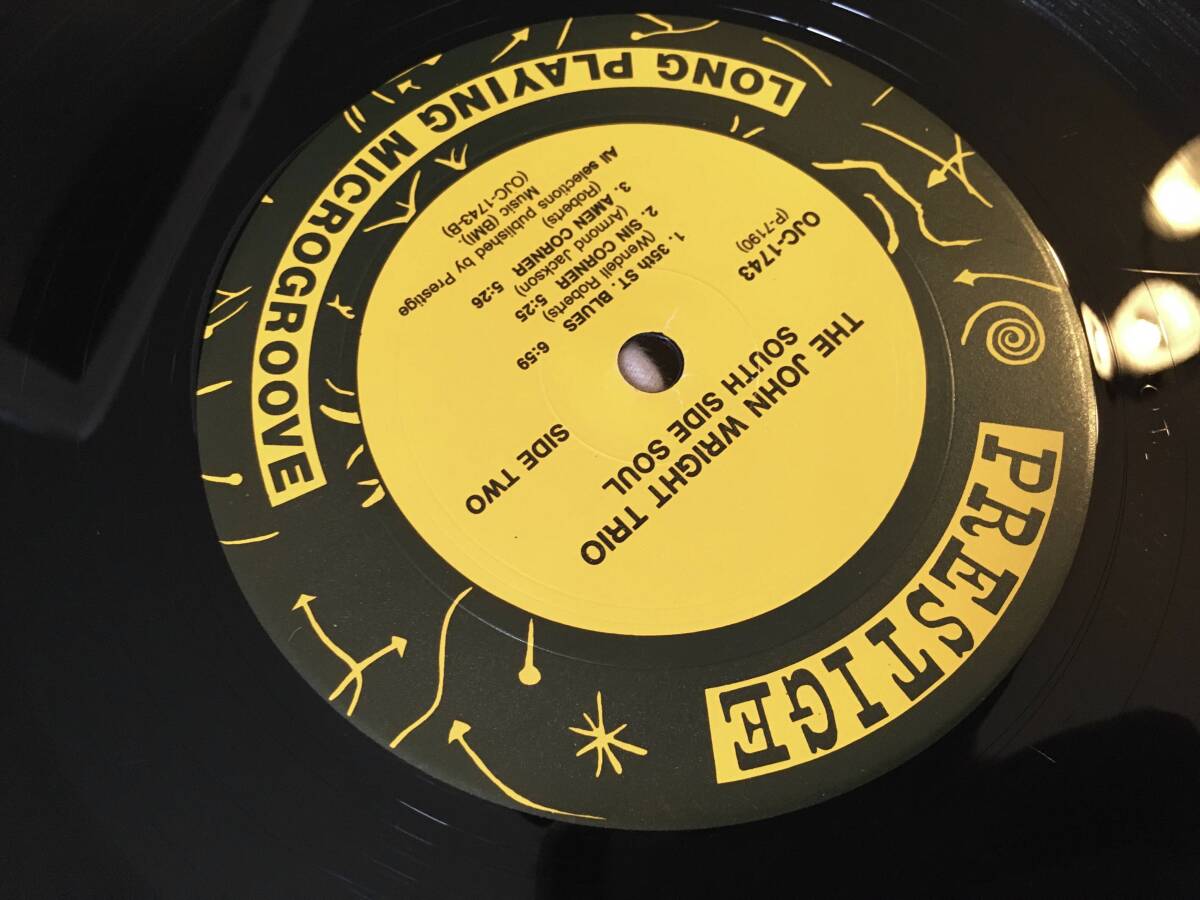 PRESTIGE
THE JOHN WRIGHT TRIO
SOUTH SIDE SOUL
OJC-1743
(P-7190)
SIDE TWO
1. 35th ST. BLUES 6:59
(Wendell Roberts)
2. SIN CORNER 5:25
(Armond Jackson)
3. AMEN CORNER 5:26
(Roberts)
All selections published by Prestige
Music (BMI).
(OJC-1743-B)
LONG PLAYING MICROGROOVE